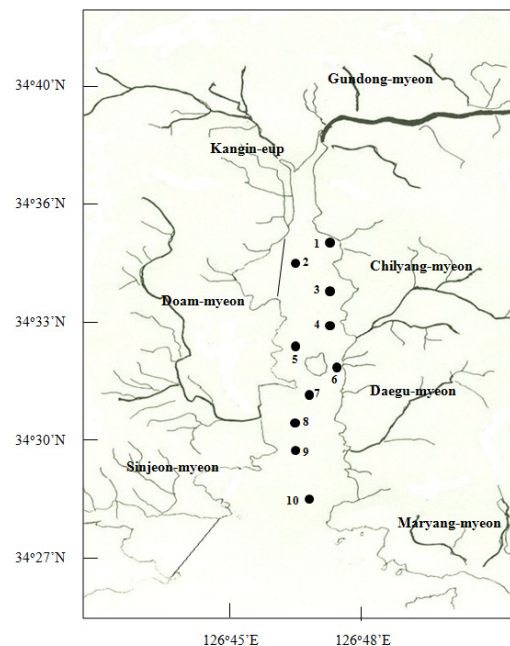 34°40'N
Gundong-myeon
Kangin-eup
34°36'N
1
2
Chilyang-myeon
3
Doam-myeon
34°33'N
4
5
6
7
Daegu-myeon
8
34°30'N
9
Sinjeon-myeon
10
Maryang-myeon
34°27'N
126°45'E
126°48'E